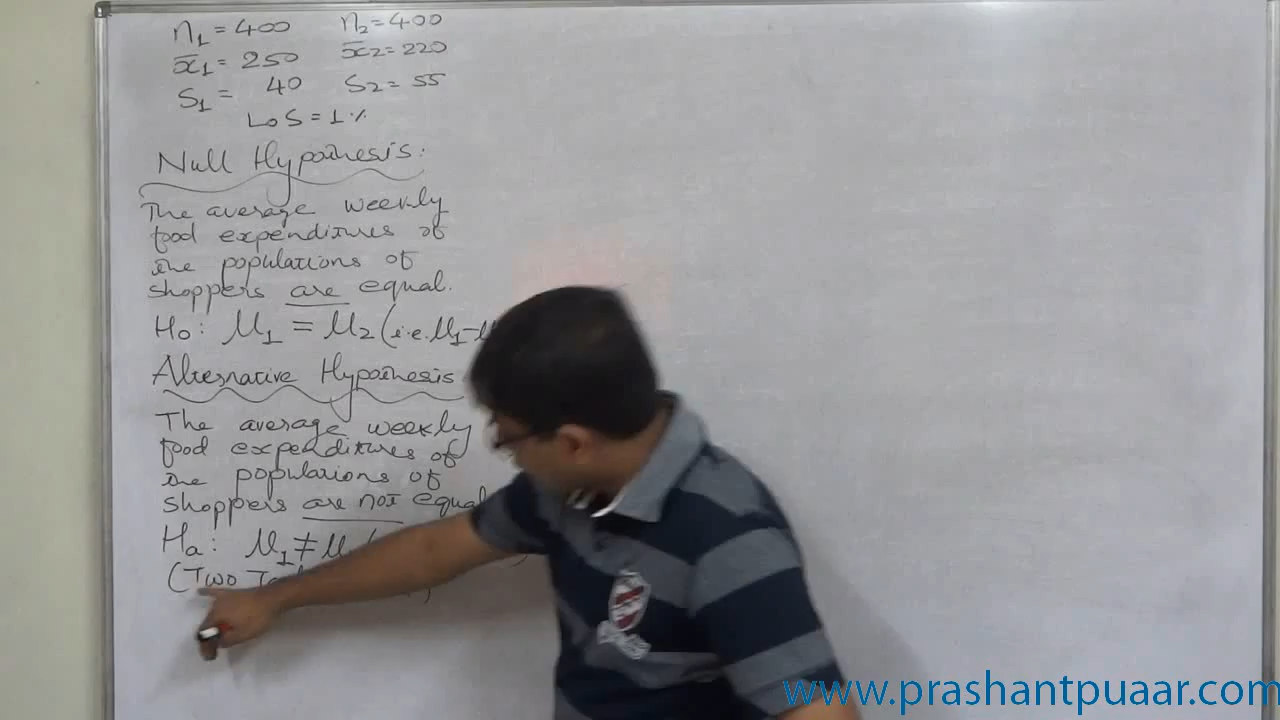 n1 = 400 n2 = 400
x̄1 = 250 x̄2 = 220
S1 = 40 S2 = 55
LoS = 1%
Null Hypothesis:
The average weekly
food expenditures of
the populations of
shoppers are equal.
H0: μ1 = μ2 (i.e. μ1-μ
Alternative Hypothesis
The average weekly
food expenditures of
the populations of
shoppers are not equal
Ha: μ1 ≠ μ
(Two
www.prashantpuaar.com